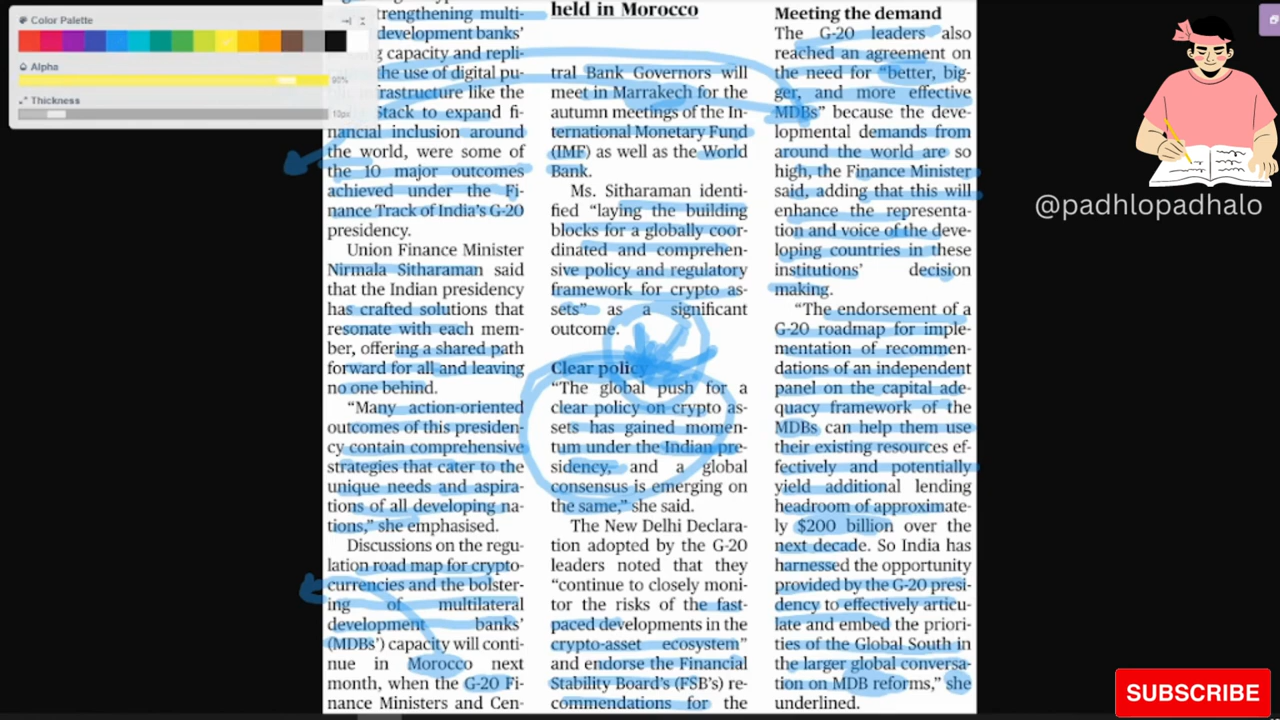 Color Palette
Alpha
90%
Thickness
10px
trengthening multi-
development banks'
g capacity and repli-
the use of digital pu-
frastructure like the
Stack to expand fi-
nancial inclusion around
the world, were some of
the 10 major outcomes
achieved under the Fi-
nance Track of India's G-20
presidency.
Union Finance Minister
Nirmala Sitharaman said
that the Indian presidency
has crafted solutions that
resonate with each mem-
ber, offering a shared path
forward for all and leaving
no one behind.
“Many action-oriented
outcomes of this presiden-
cy contain comprehensive
strategies that cater to the
unique needs and aspira-
tions of all developing na-
tions,” she emphasised.
Discussions on the regu-
lation road map for crypto-
currencies and the bolster-
ing of multilateral
development banks'
(MDBs') capacity will conti-
nue in Morocco next
month, when the G-20 Fi-
nance Ministers and Cen-
held in Morocco
tral Bank Governors will
meet in Marrakech for the
autumn meetings of the In-
ternational Monetary Fund
(IMF) as well as the World
Bank.
Ms. Sitharaman identi-
fied “laying the building
blocks for a globally coor-
dinated and comprehen-
sive policy and regulatory
framework for crypto as-
sets” as a significant
outcome.
Clear policy
“The global push for a
clear policy on crypto as-
sets has gained momen-
tum under the Indian pre-
sidency, and a global
consensus is emerging on
the same,” she said.
The New Delhi Declara-
tion adopted by the G-20
leaders noted that they
“continue to closely moni-
tor the risks of the fast-
paced developments in the
crypto-asset ecosystem”
and endorse the Financial
Stability Board's (FSB's) re-
commendations for the
Meeting the demand
The G-20 leaders also
reached an agreement on
the need for “better, big-
ger, and more effective
MDBs” because the deve-
lopmental demands from
around the world are so
high, the Finance Minister
said, adding that this will
enhance the representa-
tion and voice of the deve-
loping countries in these
institutions' decision
making.
“The endorsement of a
G-20 roadmap for imple-
mentation of recommen-
dations of an independent
panel on the capital ade-
quacy framework of the
MDBs can help them use
their existing resources ef-
fectively and potentially
yield additional lending
headroom of approximate-
ly $200 billion over the
next decade. So India has
harnessed the opportunity
provided by the G-20 presi-
dency to effectively articu-
late and embed the priori-
ties of the Global South in
the larger global conversa-
tion on MDB reforms,” she
underlined.
@padhlopadhalo
SUBSCRIBE